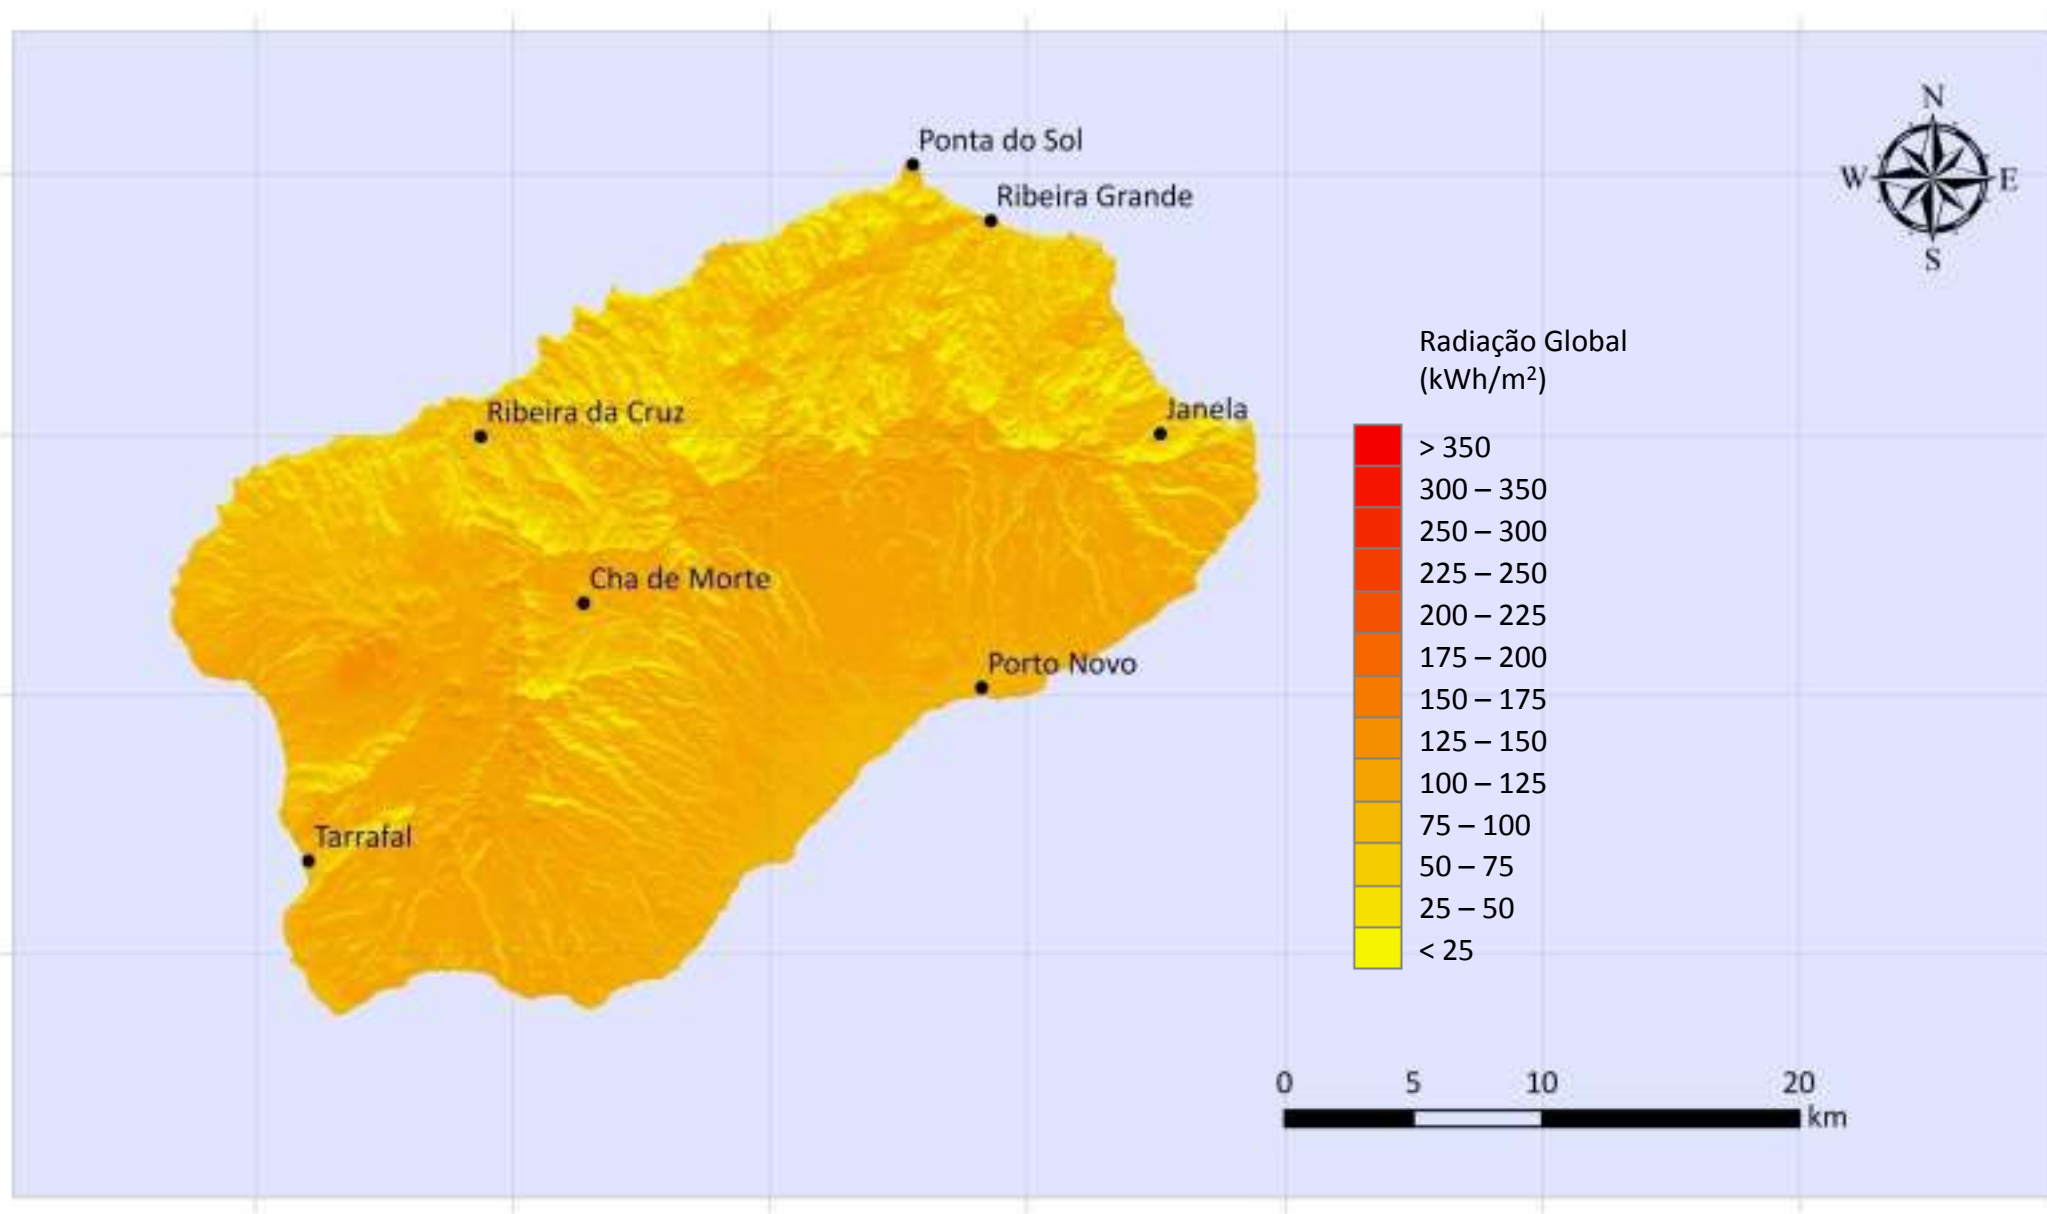 N
W
E
S
Ponta do Sol
Ribeira Grande
Ribeira da Cruz
Janela
Cha de Morte
Porto Novo
Tarrafal
Radiação Global
(kWh/m²)
> 350
300 – 350
250 – 300
225 – 250
200 – 225
175 – 200
150 – 175
125 – 150
100 – 125
75 – 100
50 – 75
25 – 50
< 25
0 5 10 20
km